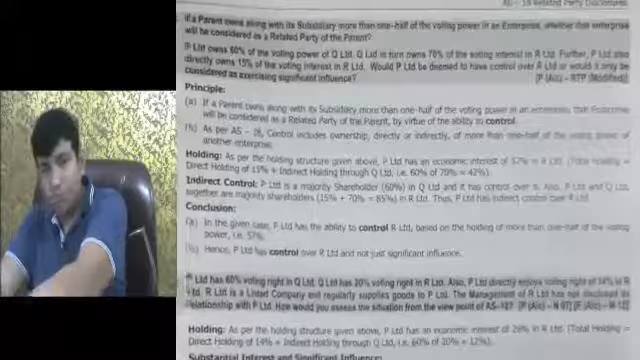 AS - 18 Related Party Disclosures
If a Parent owns along with its Subsidiary more than one-half of the voting power in an Enterprise, whether that enterprise
will be considered as a Related Party of the Parent?
P Ltd owns 60% of the voting power of Q Ltd. Q Ltd in turn owns 70% of the voting interest in R Ltd. Further, P Ltd also
directly owns 15% of the voting interest in R Ltd. Would P Ltd be deemed to have control over R Ltd or would it only be
considered as exercising significant influence? RTP (Modified)]
Principle:
(a) If a Parent owns along with its Subsidiary more than one-half of the voting power in an enterprise, that Enterprise
will be considered as a Related Party of the Parent, by virtue of the ability to control.
(b) As per AS - 18, Control includes ownership, directly or indirectly, of more than one-half of the voting power of
another enterprise.
Holding: As per the holding structure given above, P Ltd has an economic interest of 57% in R Ltd. (Total holding =
Direct Holding of 15% + Indirect Holding through Q Ltd, i.e. 60% of 70% = 42%).
Indirect Control: P Ltd is a majority Shareholder (60%) in Q Ltd and it has control over it. Also, P Ltd and Q Ltd,
together are majority shareholders (15% + 70% = 85%) in R Ltd. Thus, P Ltd has indirect control over R Ltd.
Conclusion:
(a) In the given case, P Ltd has the ability to control R Ltd, based on the holding of more than one-half of the voting
power, i.e. 57%.
(b) Hence, P Ltd has control over R Ltd and not just significant influence.
P Ltd has 60% voting right in Q Ltd. Q Ltd has 20% voting right in R Ltd. Also, P Ltd directly enjoys voting right of 14% in
R Ltd. R Ltd is a Listed Company and regularly supplies goods to P Ltd. The Management of R Ltd has not disclosed its
relationship with P Ltd. How would you assess the situation from the view point of AS-18?
Holding: As per the holding structure given above, P Ltd has an economic interest of 26% in R Ltd. (Total Holding =
Direct Holding of 14% + Indirect Holding through Q Ltd, i.e. 60% of 20% = 12%)
Substantial Interest and Significant Influence: